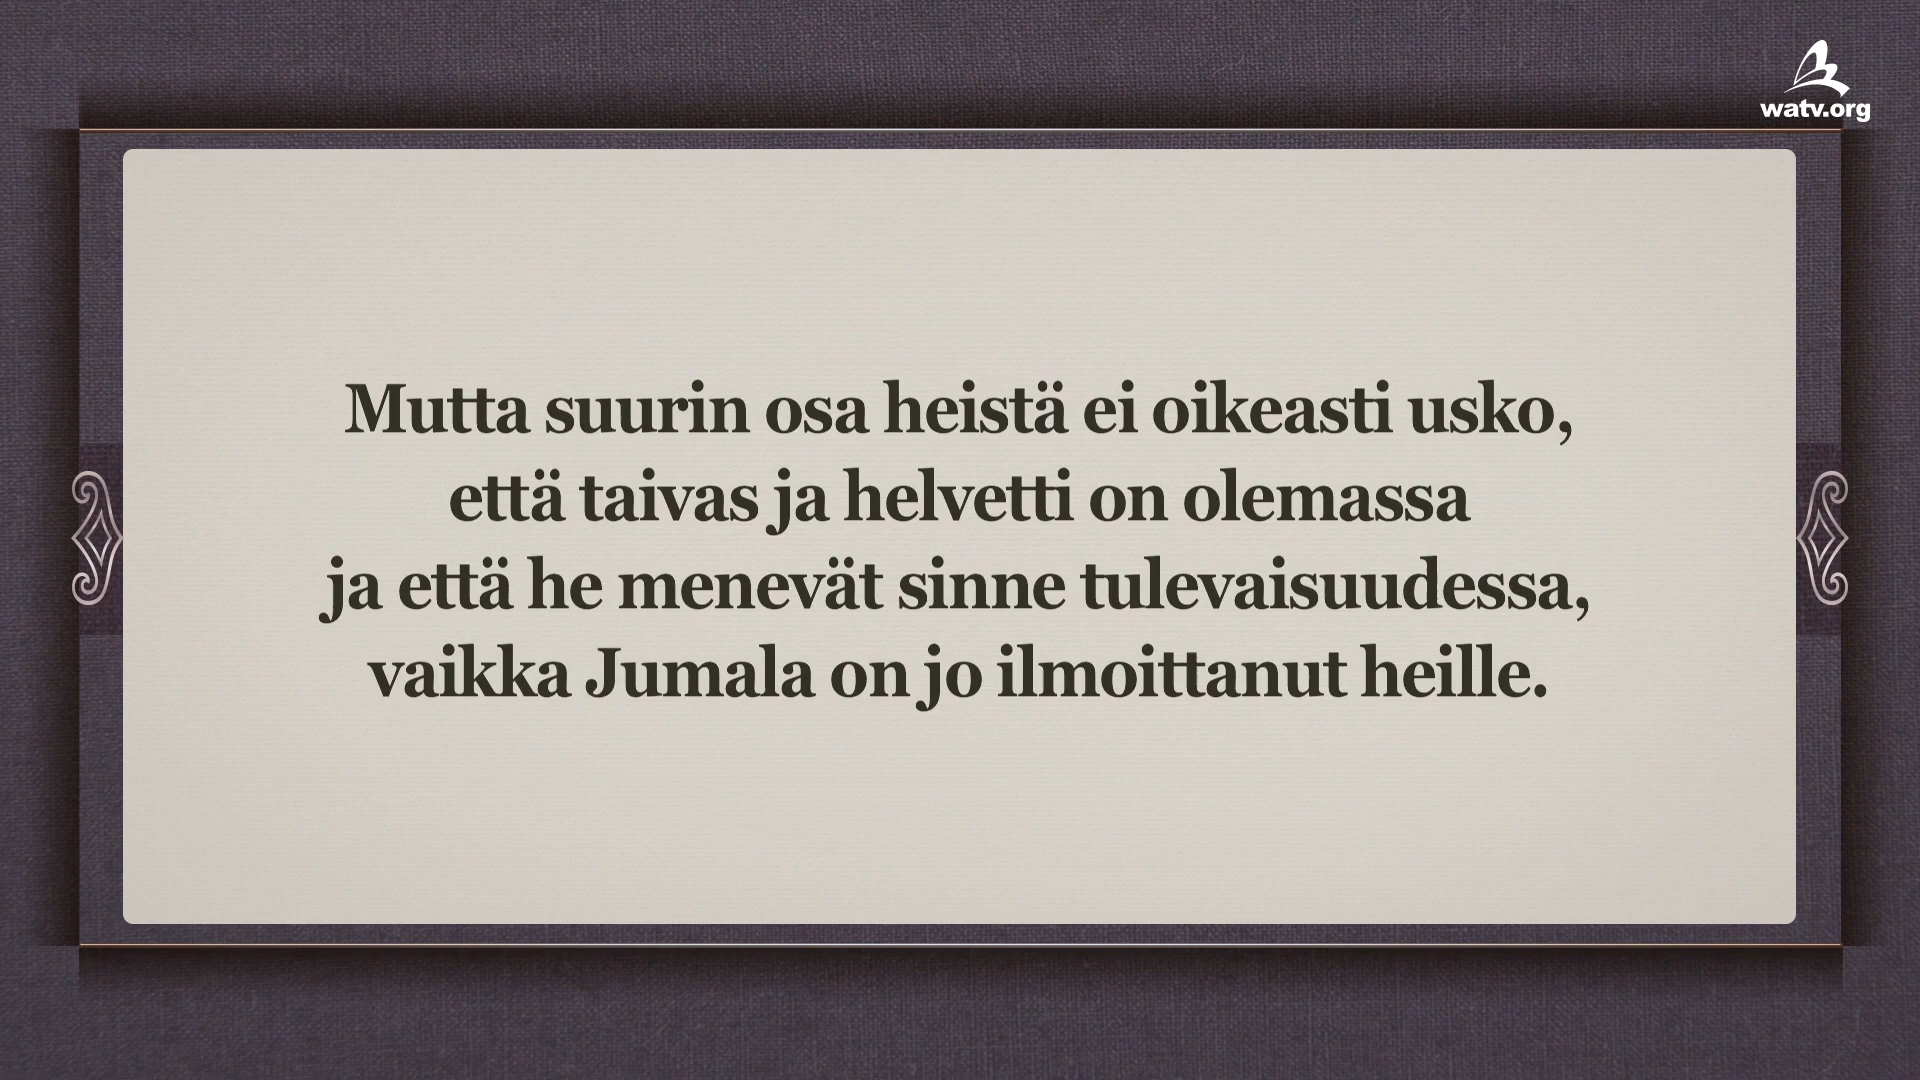 watv.org
Mutta suurin osa heistä ei oikeasti usko,
että taivas ja helvetti on olemassa
ja että he menevät sinne tulevaisuudessa,
vaikka Jumala on jo ilmoittanut heille.